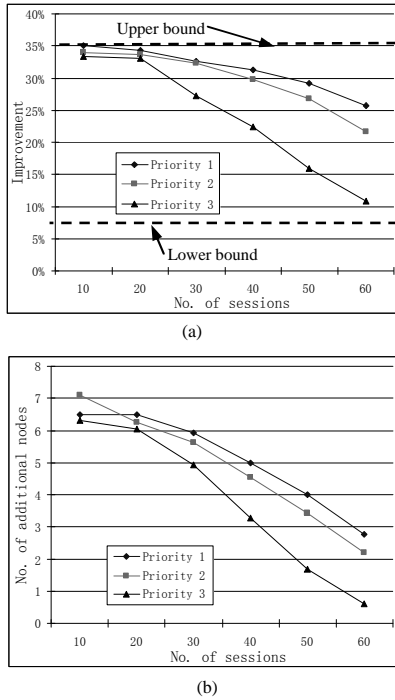 40%
Upper bound
35%
30%
25%
Improvement
20%
Priority 1
15%
Priority 2
Priority 3
10%
5%
Lower bound
0%
10 20 30 40 50 60
No. of sessions
(a)
8
7
6
5
No. of additional nodes
4
3
Priority 1
2
Priority 2
1
Priority 3
0
10 20 30 40 50 60
No. of sessions
(b)